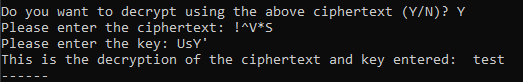 Do you want to decrypt using the above ciphertext (Y/N)? Y
Please enter the ciphertext: !^V*S
Please enter the key: UsY'
This is the decryption of the ciphertext and key entered:  test
------